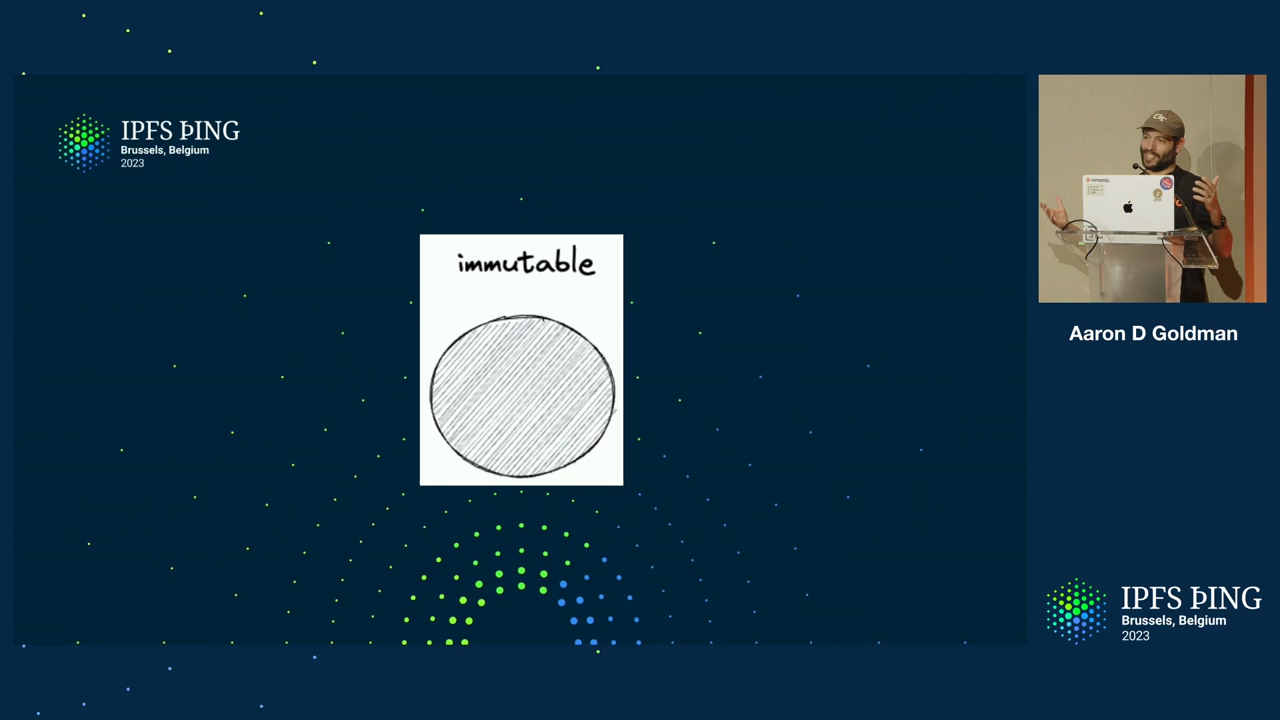 IPFS ÞING
Brussels, Belgium
2023
immutable
Aaron D Goldman
IPFS ÞING
Brussels, Belgium
2023